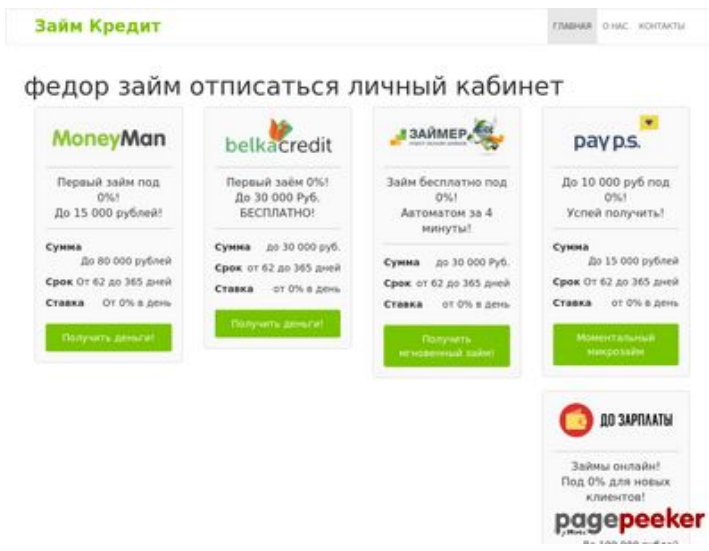 Займ Кредит
ГЛАВНАЯ О НАС КОНТАКТЫ
федор займ отписаться личный кабинет
MoneyMan
Первый займ под
0%!
До 15 000 рублей!
Сумма
До 80 000 рублей
Срок От 62 до 365 дней
Ставка От 0% в день
Получить деньги!
belkacredit
Первый заём 0%!
До 30 000 Руб.
БЕСПЛАТНО!
Сумма до 30 000 руб.
Срок от 62 до 365 дней
Ставка от 0% в день
Получить деньги!
ЗАЙМЕР
Займ бесплатно под
0%!
Автоматом за 4
минуты!
Сумма до 30 000 Руб.
Срок от 62 до 365 дней
Ставка от 0% в день
Получить
мгновенный займ!
pay p.s.
До 10 000 руб под
0%!
Успей получить!
Сумма
До 15 000 рублей
Срок От 62 до 365 дней
Ставка от 0% в день
Моментальный
микрозайм
ДО ЗАРПЛАТЫ
Займы онлайн!
Под 0% для новых
клиентов!
pagepeeker
До 100 000 рублей